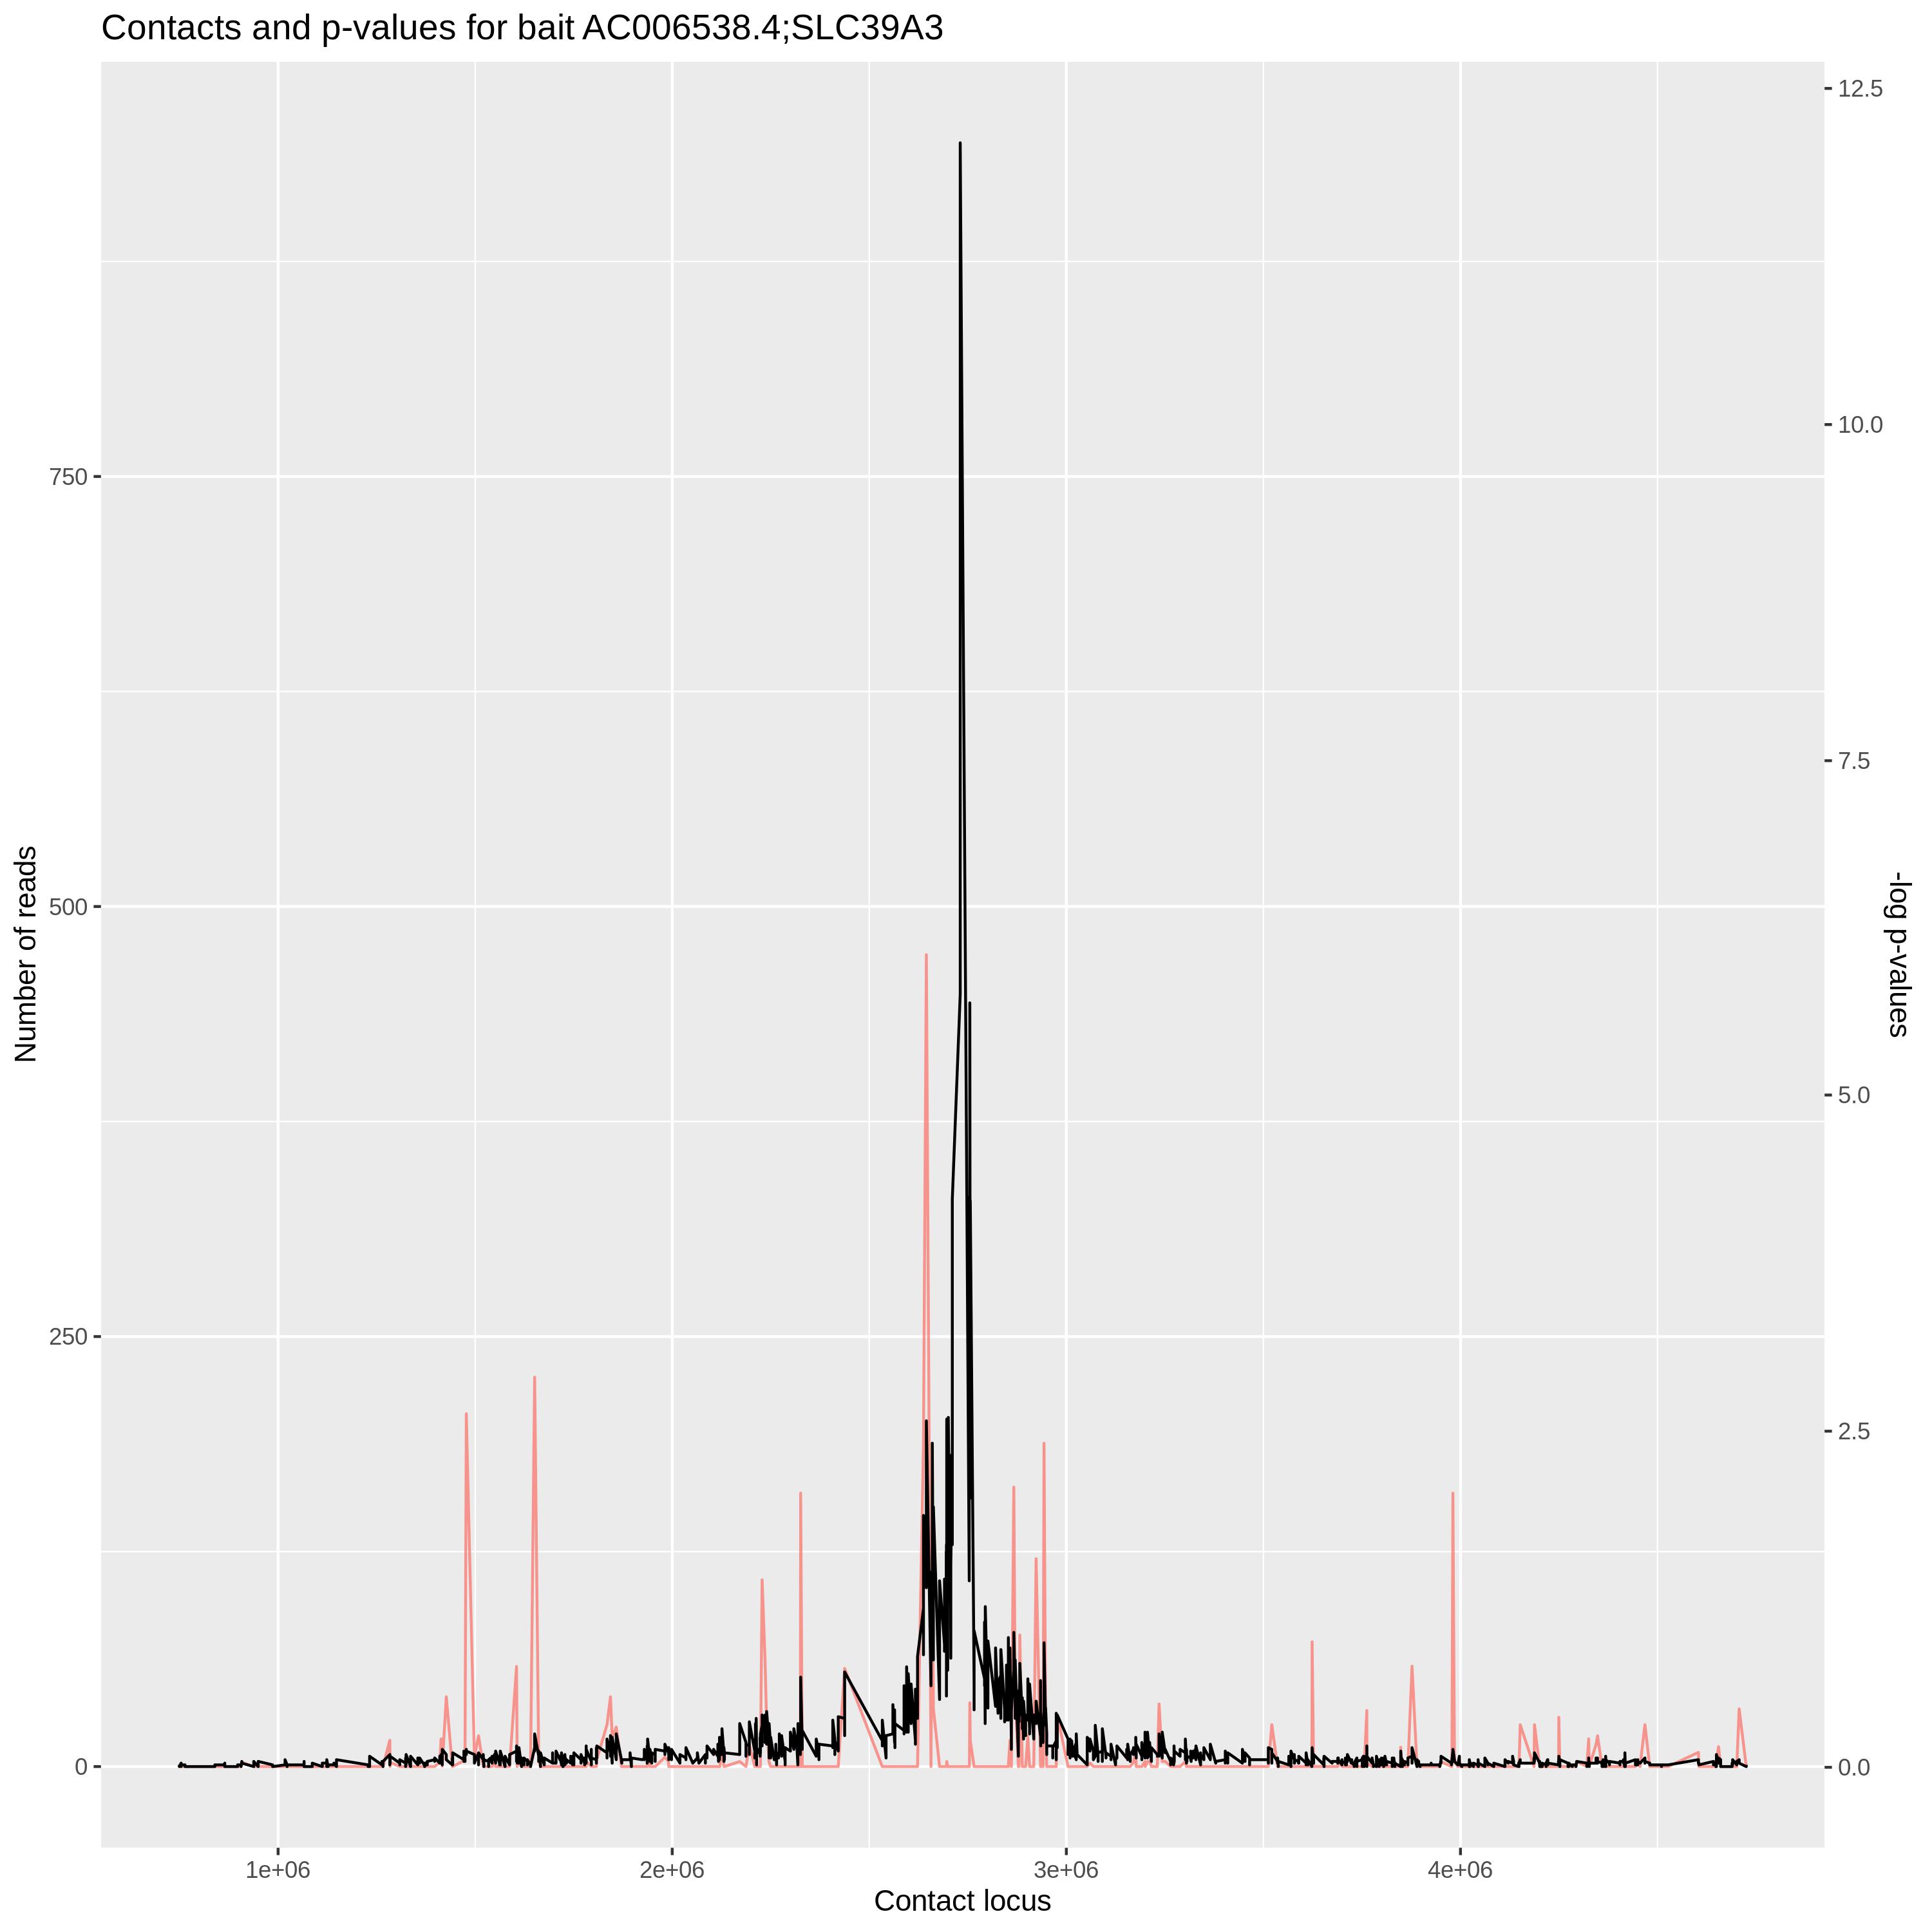 Contacts and p-values for bait AC006538.4;SLC39A3
12.5
10.0
750
7.5
500
Number of reads
-log p-values
5.0
250
2.5
0
0.0
1e+06
2e+06
3e+06
4e+06
Contact locus